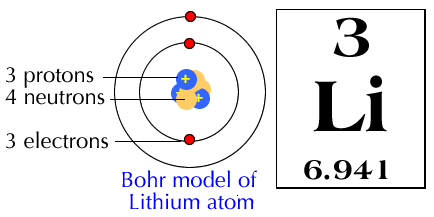 3 protons
4 neutrons
3 electrons
Bohr model of
Lithium atom
3
Li
6.941